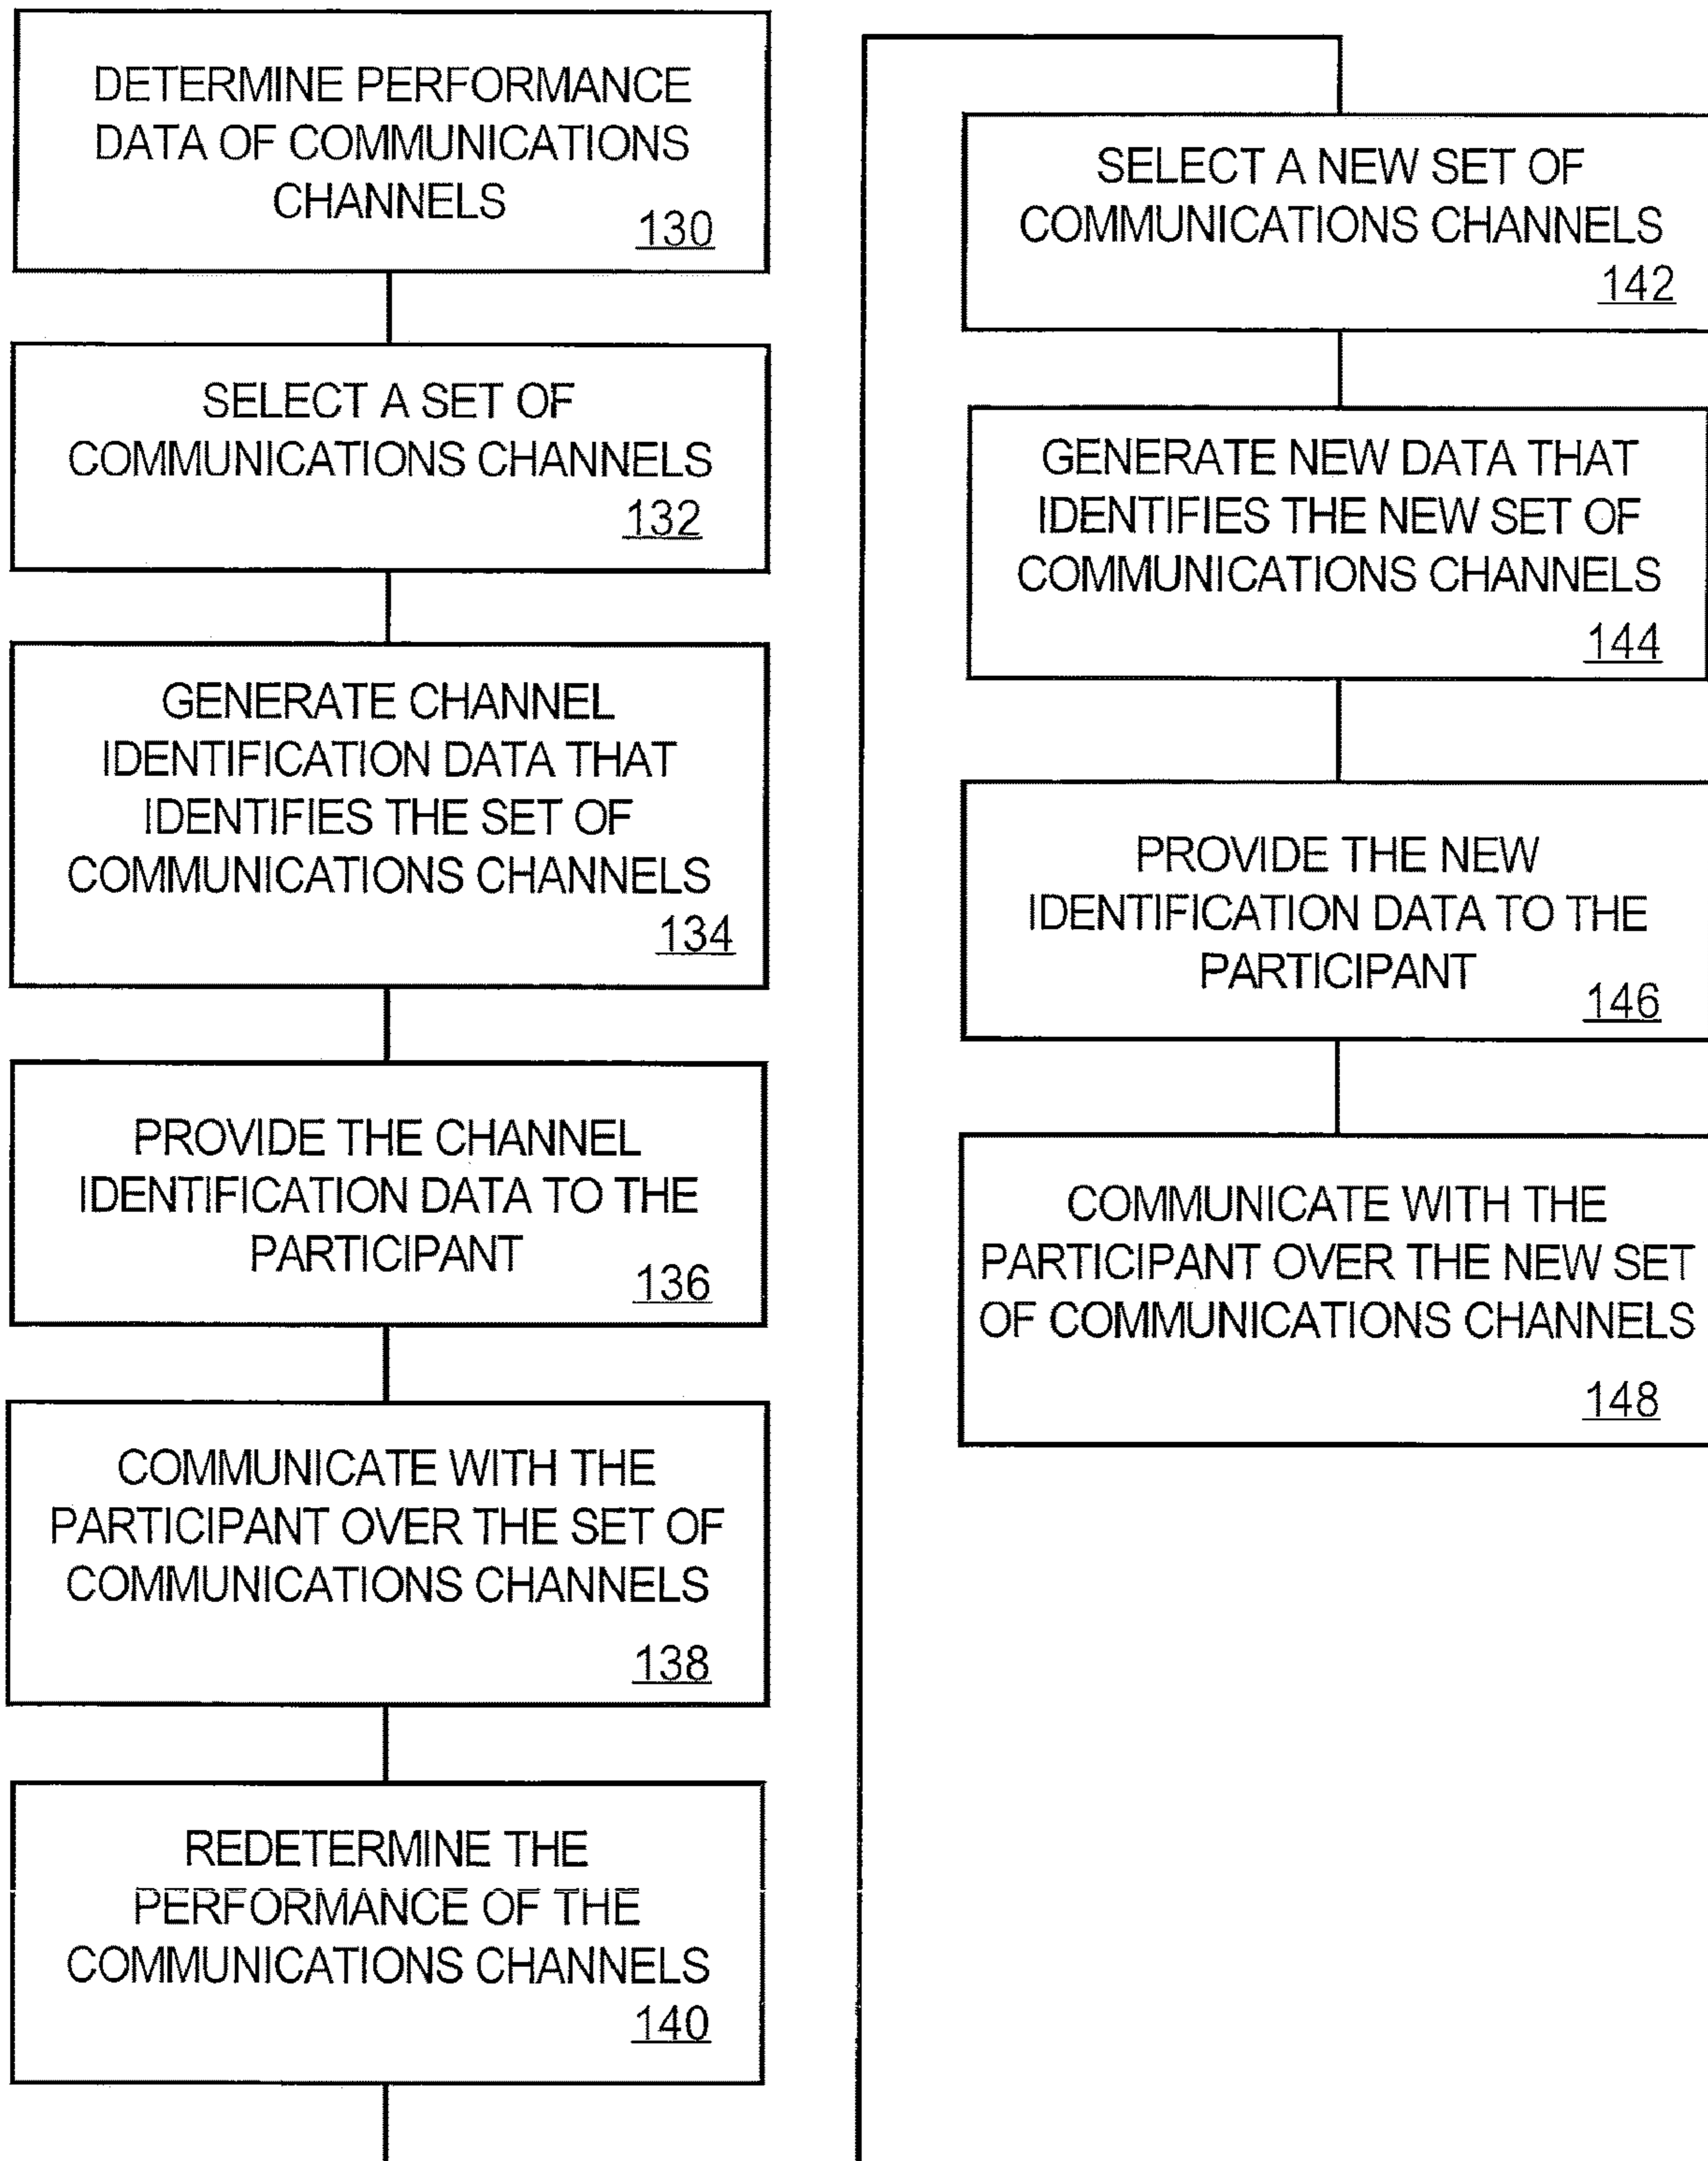 DETERMINE PERFORMANCE
DATA OF COMMUNICATIONS
CHANNELS
130
SELECT A SET OF
COMMUNICATIONS CHANNELS
132
GENERATE CHANNEL
IDENTIFICATION DATA THAT
IDENTIFIES THE SET OF
COMMUNICATIONS CHANNELS
134
PROVIDE THE CHANNEL
IDENTIFICATION DATA TO THE
PARTICIPANT
136
COMMUNICATE WITH THE
PARTICIPANT OVER THE SET OF
COMMUNICATIONS CHANNELS
138
REDETERMINE THE
PERFORMANCE OF THE
COMMUNICATIONS CHANNELS
140
SELECT A NEW SET OF
COMMUNICATIONS CHANNELS
142
GENERATE NEW DATA THAT
IDENTIFIES THE NEW SET OF
COMMUNICATIONS CHANNELS
144
PROVIDE THE NEW
IDENTIFICATION DATA TO THE
PARTICIPANT
146
COMMUNICATE WITH THE
PARTICIPANT OVER THE NEW SET
OF COMMUNICATIONS CHANNELS
148